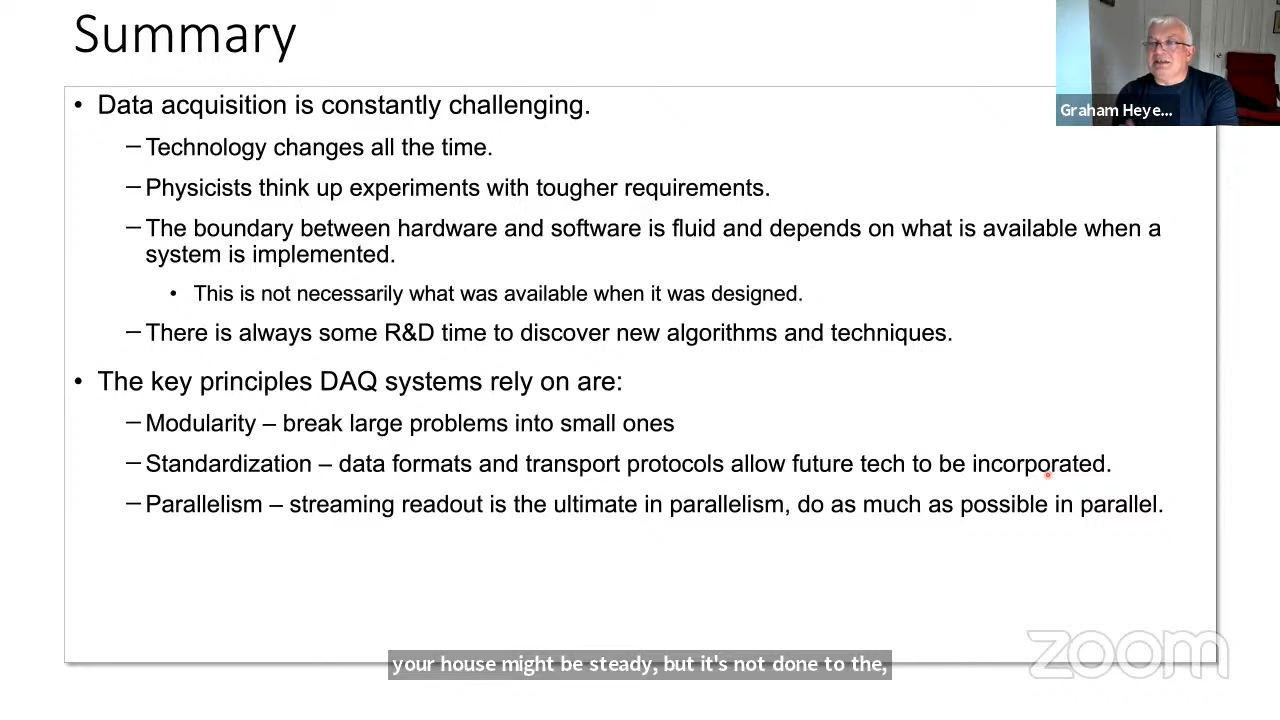 Summary
Graham Heye...
• Data acquisition is constantly challenging.
– Technology changes all the time.
– Physicists think up experiments with tougher requirements.
– The boundary between hardware and software is fluid and depends on what is available when a
system is implemented.
• This is not necessarily what was available when it was designed.
– There is always some R&D time to discover new algorithms and techniques.
• The key principles DAQ systems rely on are:
– Modularity – break large problems into small ones
– Standardization – data formats and transport protocols allow future tech to be incorporated.
– Parallelism – streaming readout is the ultimate in parallelism, do as much as possible in parallel.
zoom
your house might be steady, but it's not done to the,